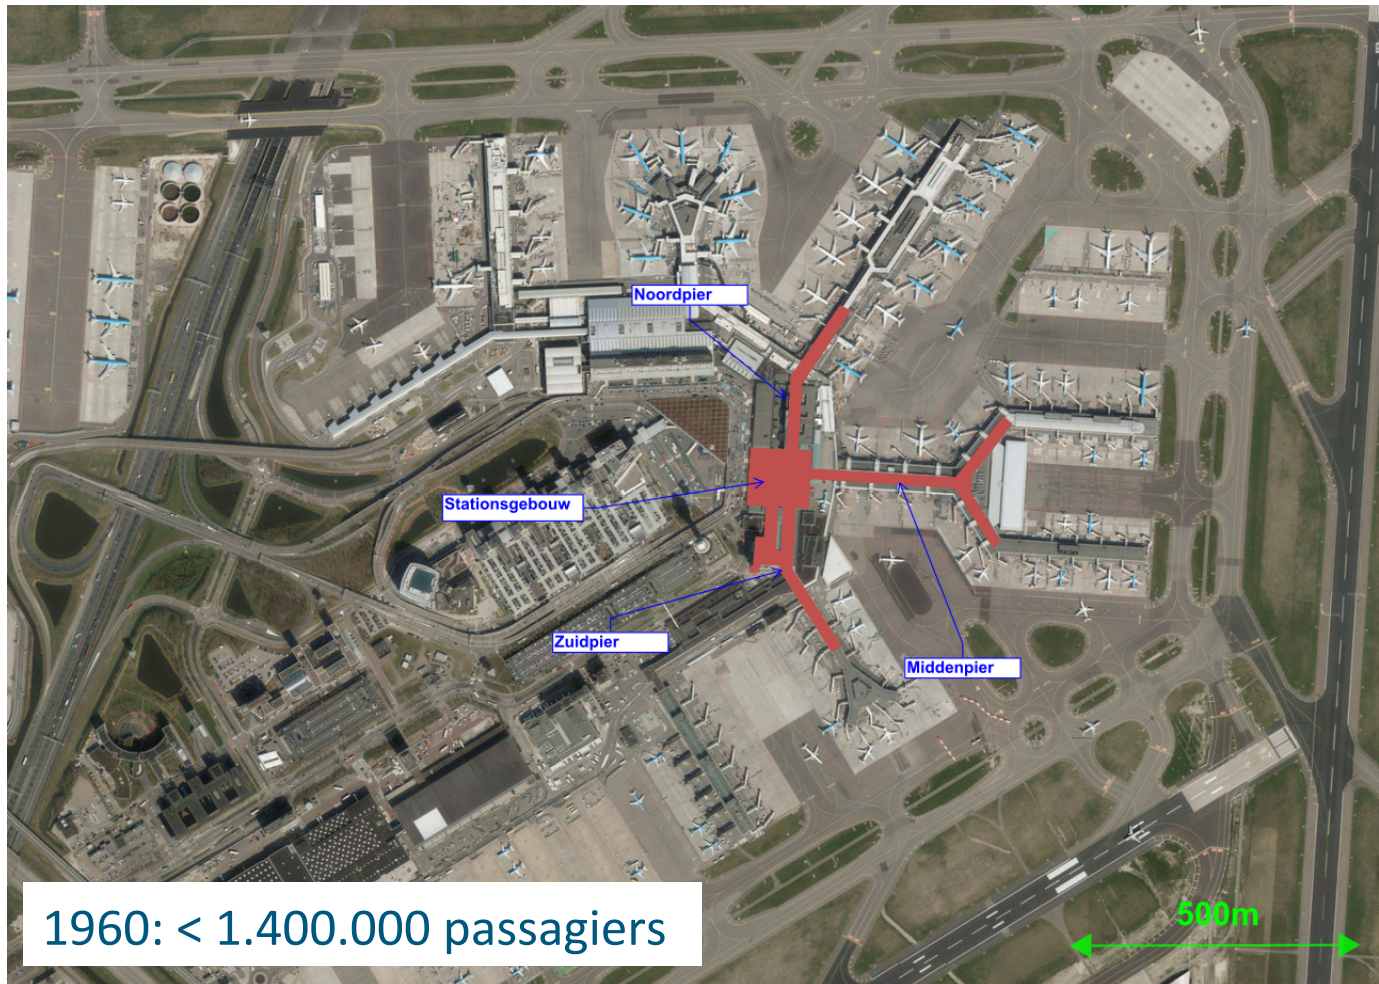 Noordpier
Stationsgebouw
Zuidpier
Middenpier
500m
1960: < 1.400.000 passagiers